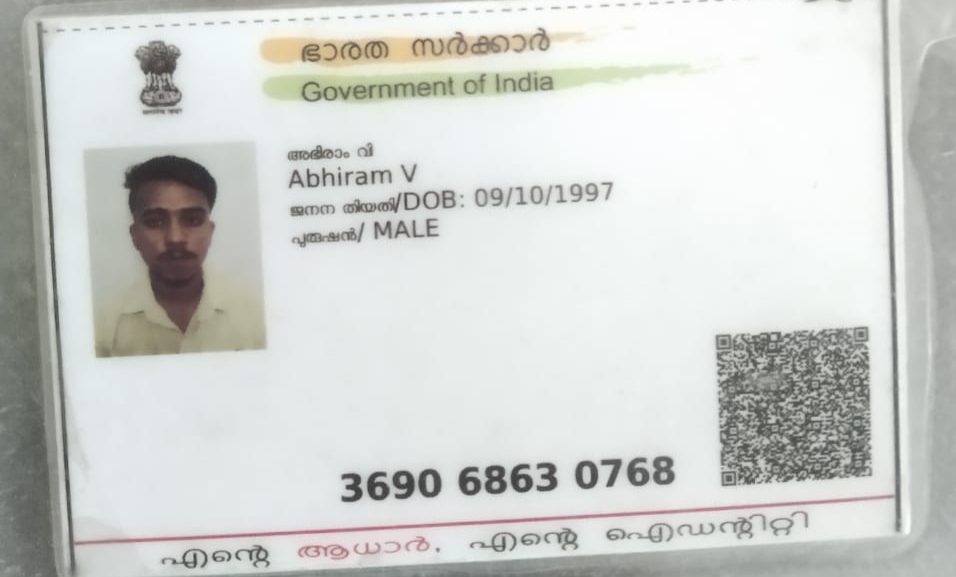 ഭാരത സർക്കാർ
Government of India
അഭിരാം വി
Abhiram V
ജനന തിയതി/DOB: 09/10/1997
പുരുഷൻ/ MALE
3690 6863 0768
എന്റെ ആധാർ, എന്റെ ഐഡന്റിറ്റി